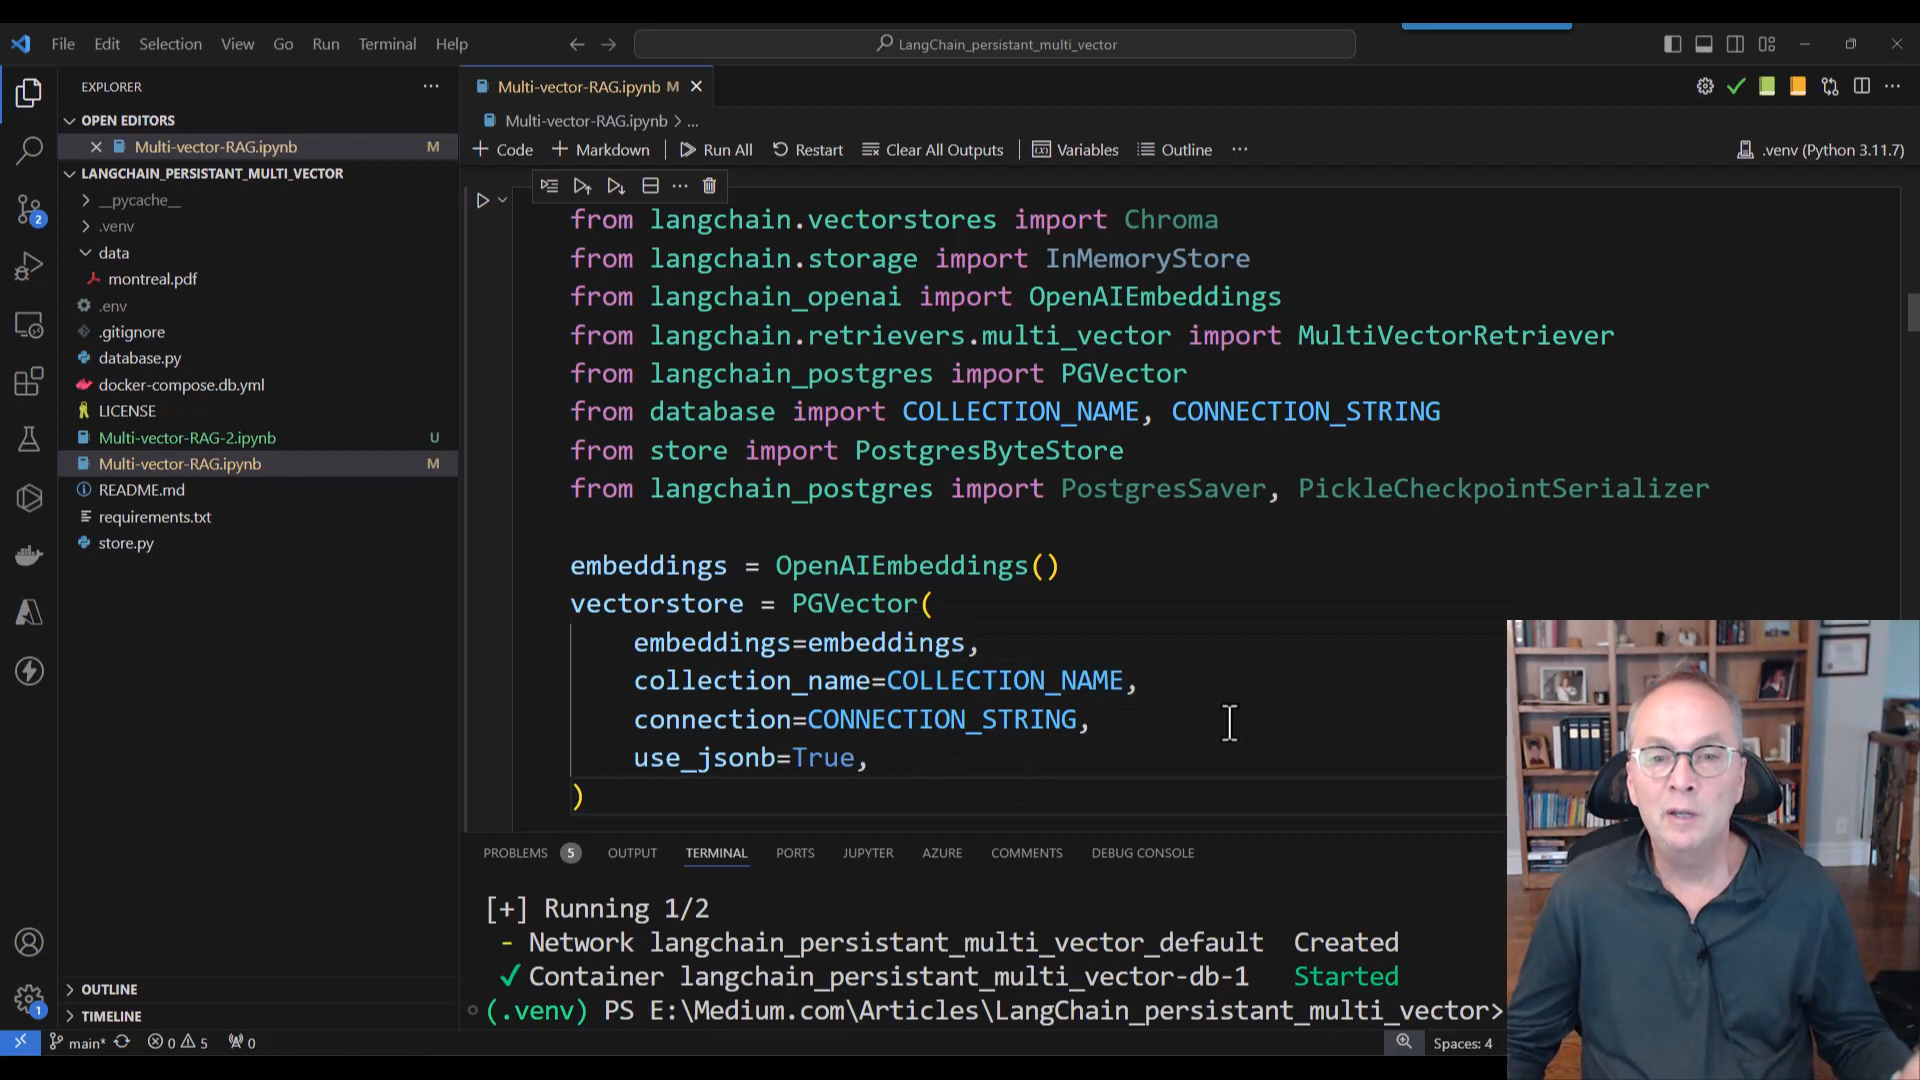 File Edit Selection View Go Run Terminal Help
LangChain_persistant_multi_vector
EXPLORER
OPEN EDITORS
Multi-vector-RAG.ipynb M
LANGCHAIN_PERSISTANT_MULTI_VECTOR
__pycache__
.venv
data
montreal.pdf
.env
.gitignore
database.py
docker-compose.db.yml
LICENSE
Multi-vector-RAG-2.ipynb U
Multi-vector-RAG.ipynb M
README.md
requirements.txt
store.py
OUTLINE
TIMELINE
2
1
Multi-vector-RAG.ipynb M
Multi-vector-RAG.ipynb > ...
+ Code + Markdown Run All Restart Clear All Outputs Variables Outline ...
.venv (Python 3.11.7)
from langchain.vectorstores import Chroma
from langchain.storage import InMemoryStore
from langchain_openai import OpenAIEmbeddings
from langchain.retrievers.multi_vector import MultiVectorRetriever
from langchain_postgres import PGVector
from database import COLLECTION_NAME, CONNECTION_STRING
from store import PostgresByteStore
from langchain_postgres import PostgresSaver, PickleCheckpointSerializer
embeddings = OpenAIEmbeddings()
vectorstore = PGVector(
embeddings=embeddings,
collection_name=COLLECTION_NAME,
connection=CONNECTION_STRING,
use_jsonb=True,
)
PROBLEMS 5 OUTPUT TERMINAL PORTS JUPYTER AZURE COMMENTS DEBUG CONSOLE
[+] Running 1/2
- Network langchain_persistant_multi_vector_default Created
✓ Container langchain_persistant_multi_vector-db-1 Started
(.venv) PS E:\Medium.com\Articles\LangChain_persistant_multi_vector>
main* 0 5 0
Spaces: 4